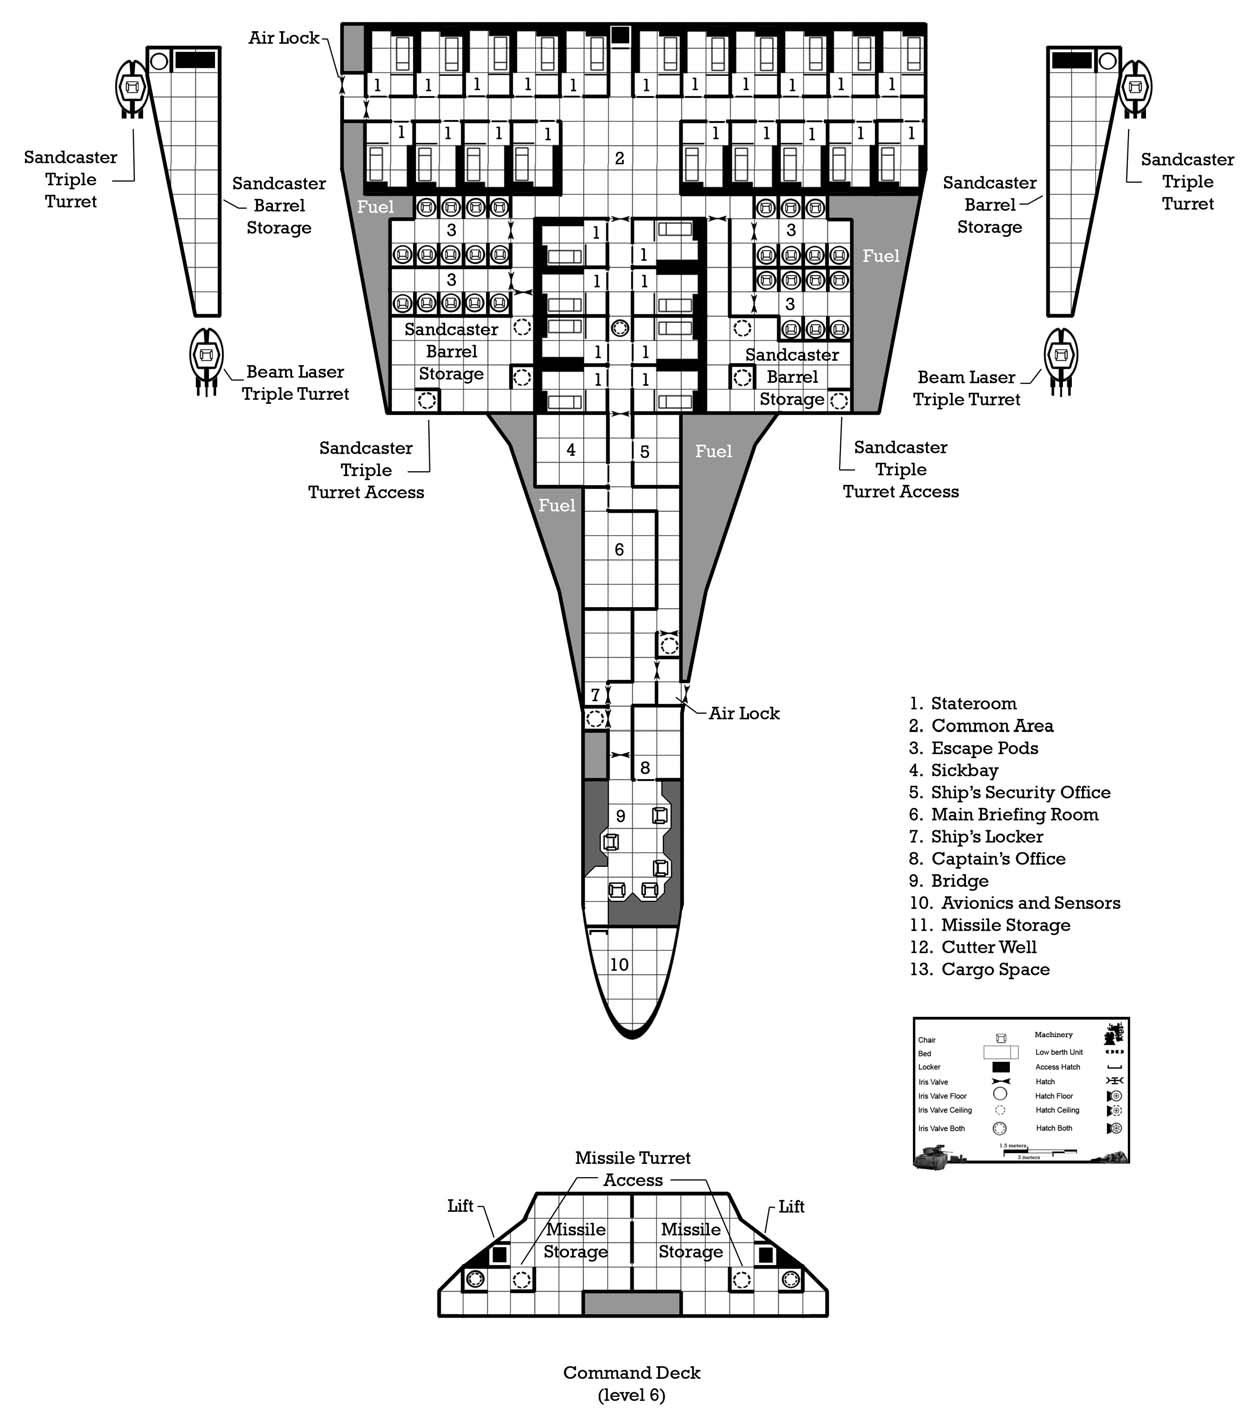 Air Lock
1 1 1 1 1 1 1 1 1 1 1
1 1 1 1 1 1 1 1 1
2
Sandcaster
Triple
Turret
Sandcaster
Barrel
Storage
Sandcaster
Barrel
Storage
Sandcaster
Triple
Turret
Fuel
3
1
3
1
Fuel
3
1 1
3
Sandcaster
Barrel
Storage
1 1
Sandcaster
Barrel
Storage
1 1
Beam Laser
Triple Turret
Beam Laser
Triple Turret
Sandcaster
Triple
Turret Access
4
5
Fuel
Sandcaster
Triple
Turret Access
Fuel
6
7
Air Lock
8
9
10
1. Stateroom
2. Common Area
3. Escape Pods
4. Sickbay
5. Ship's Security Office
6. Main Briefing Room
7. Ship's Locker
8. Captain's Office
9. Bridge
10. Avionics and Sensors
11. Missile Storage
12. Cutter Well
13. Cargo Space
Chair
Machinery
Bed
Low berth Unit
Locker
Access Hatch
Iris Valve
Hatch
Iris Valve Floor
Hatch Floor
Iris Valve Ceiling
Hatch Ceiling
Iris Valve Both
Hatch Both
1.5 meters
3 meters
Missile Turret
Access
Lift
Lift
Missile
Storage
Missile
Storage
Command Deck
(level 6)